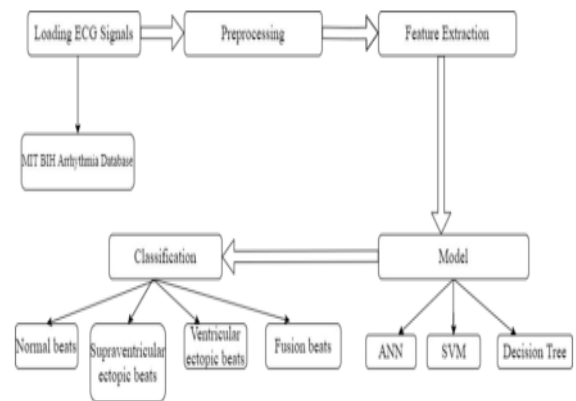 Loading ECG Signals
Preprocessing
Feature Extraction
MIT BIH Arrhythmia Database
Classification
Model
Normal beats
Supraventricular
ectopic beats
Ventricular
ectopic beats
Fusion beats
ANN
SVM
Decision Tree